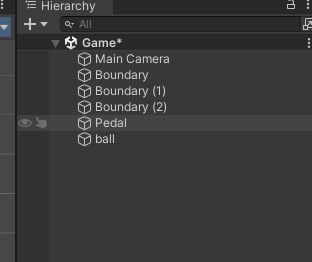 Hierarchy
All
Game*
Main Camera
Boundary
Boundary (1)
Boundary (2)
Pedal
ball